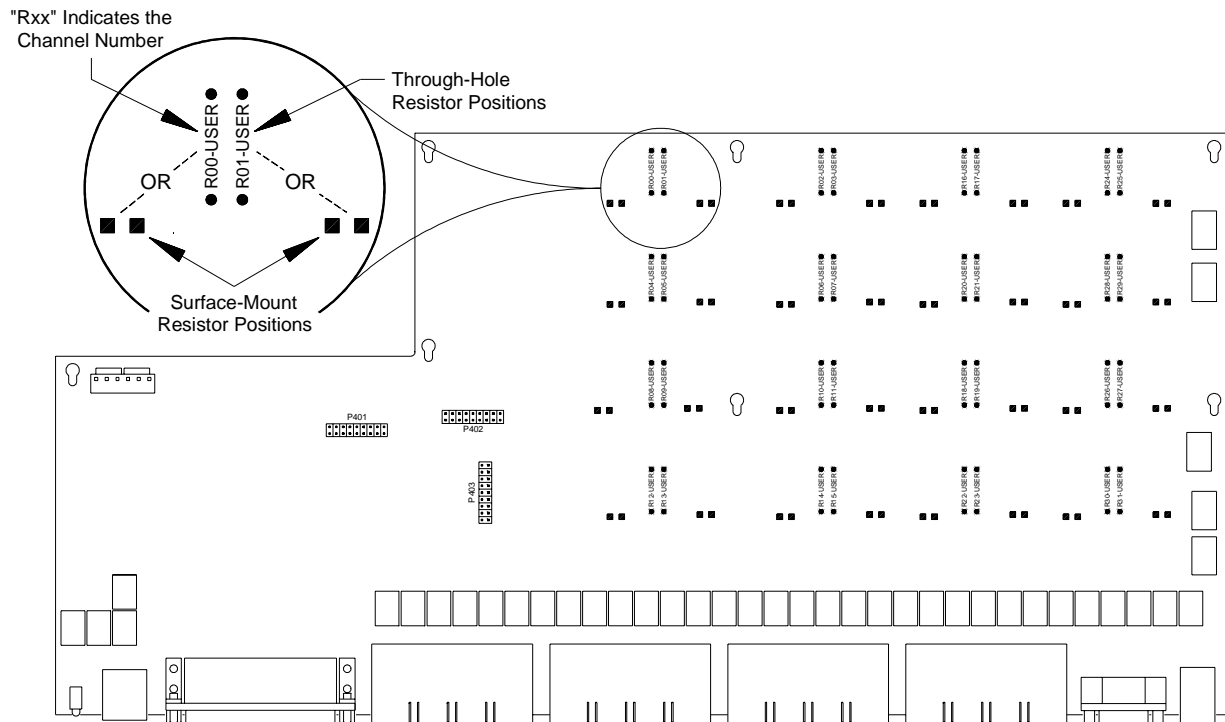 "Rxx" Indicates the
Channel Number
Through-Hole
Resistor Positions
R00-USER
R01-USER
OR
OR
Surface-Mount
Resistor Positions
R00-USER
R01-USER
R02-USER
R03-USER
R16-USER
R17-USER
R24-USER
R25-USER
R04-USER
R05-USER
R06-USER
R07-USER
R20-USER
R21-USER
R28-USER
R29-USER
R08-USER
R09-USER
R10-USER
R11-USER
R18-USER
R19-USER
R26-USER
R27-USER
P401
P402
P403
R12-USER
R13-USER
R14-USER
R15-USER
R22-USER
R23-USER
R30-USER
R31-USER